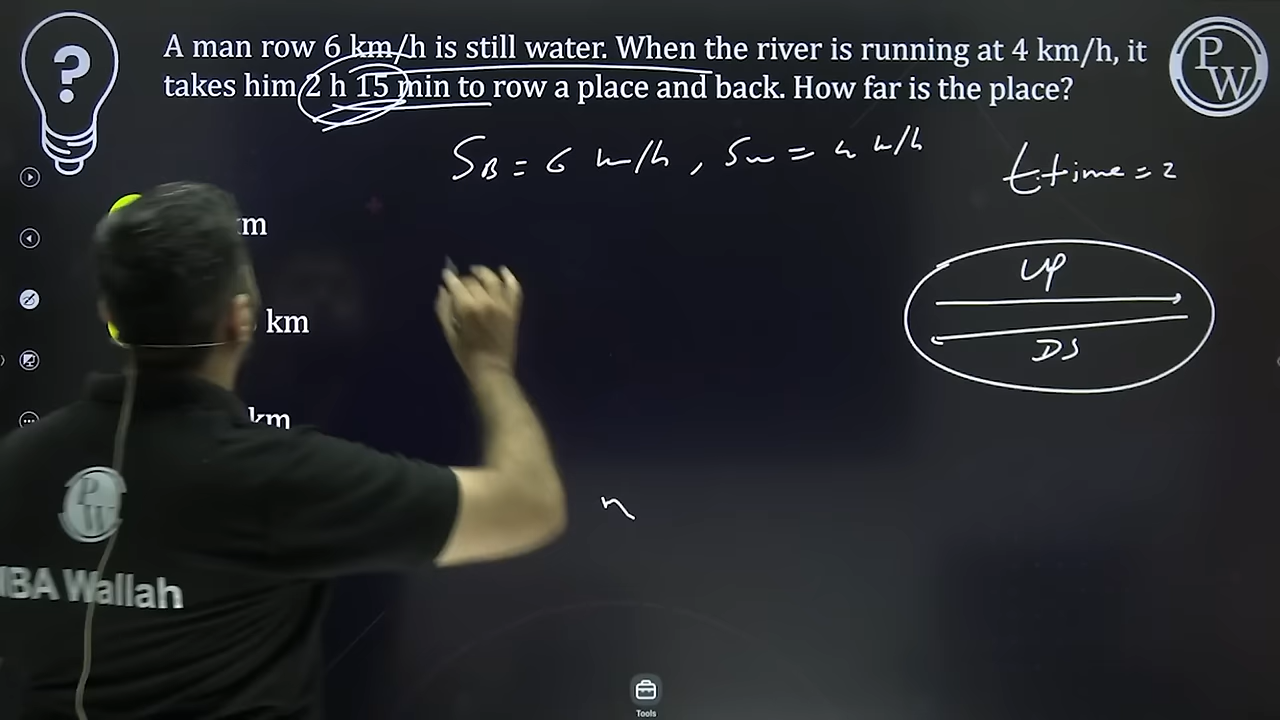 A man row 6 km/h is still water. When the river is running at 4 km/h, it
takes him 2 h 15 min to row a place and back. How far is the place?
P
W
S_B = 6 km/h, S_w = 4 km/h
t.time = 2
km
UP
DS
km
km
P
W
MBA Wallah
n
Tools